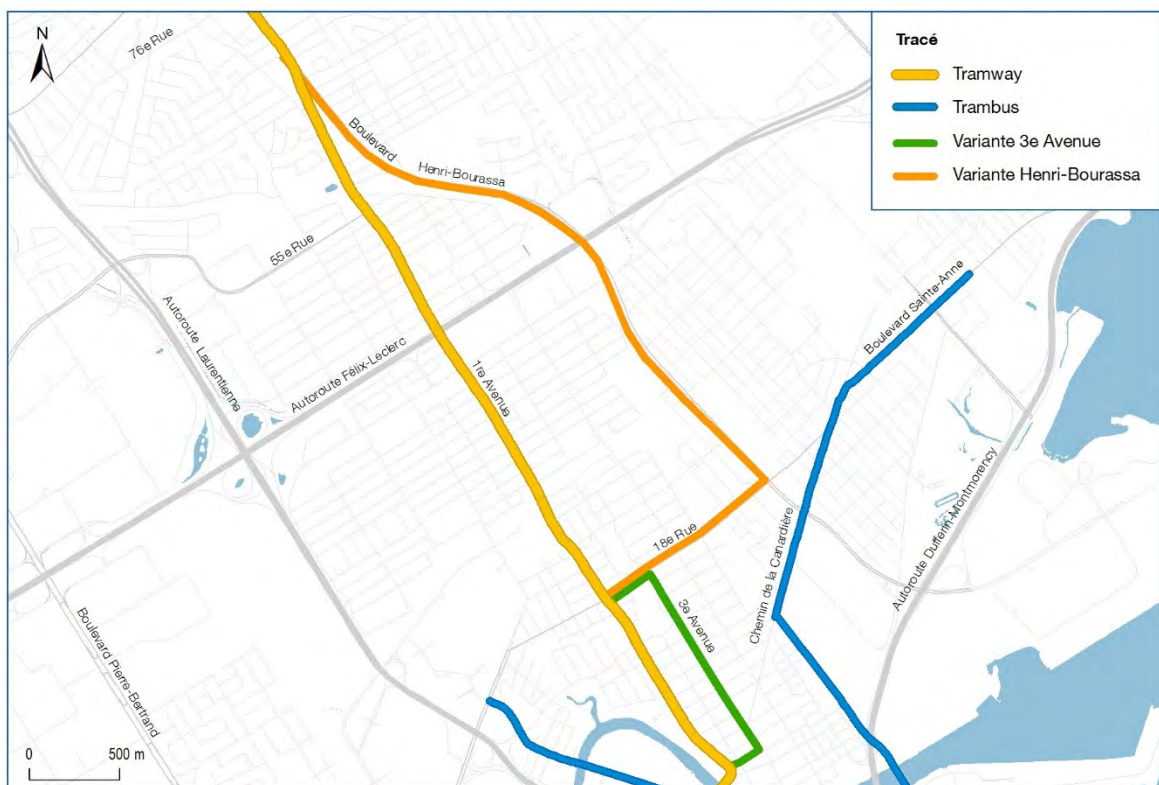 N
76e Rue
Tracé
Tramway
Trambus
Variante 3e Avenue
Variante Henri-Bourassa
Boulevard
Henri-Bourassa
55e Rue
Boulevard Sainte-Anne
Autoroute Laurentienne
Autoroute Félix-Leclerc
1re Avenue
Autoroute Dufferin-Montmorency
18e Rue
Chemin de la Canardière
3e Avenue
Boulevard Pierre-Bertrand
0 500 m